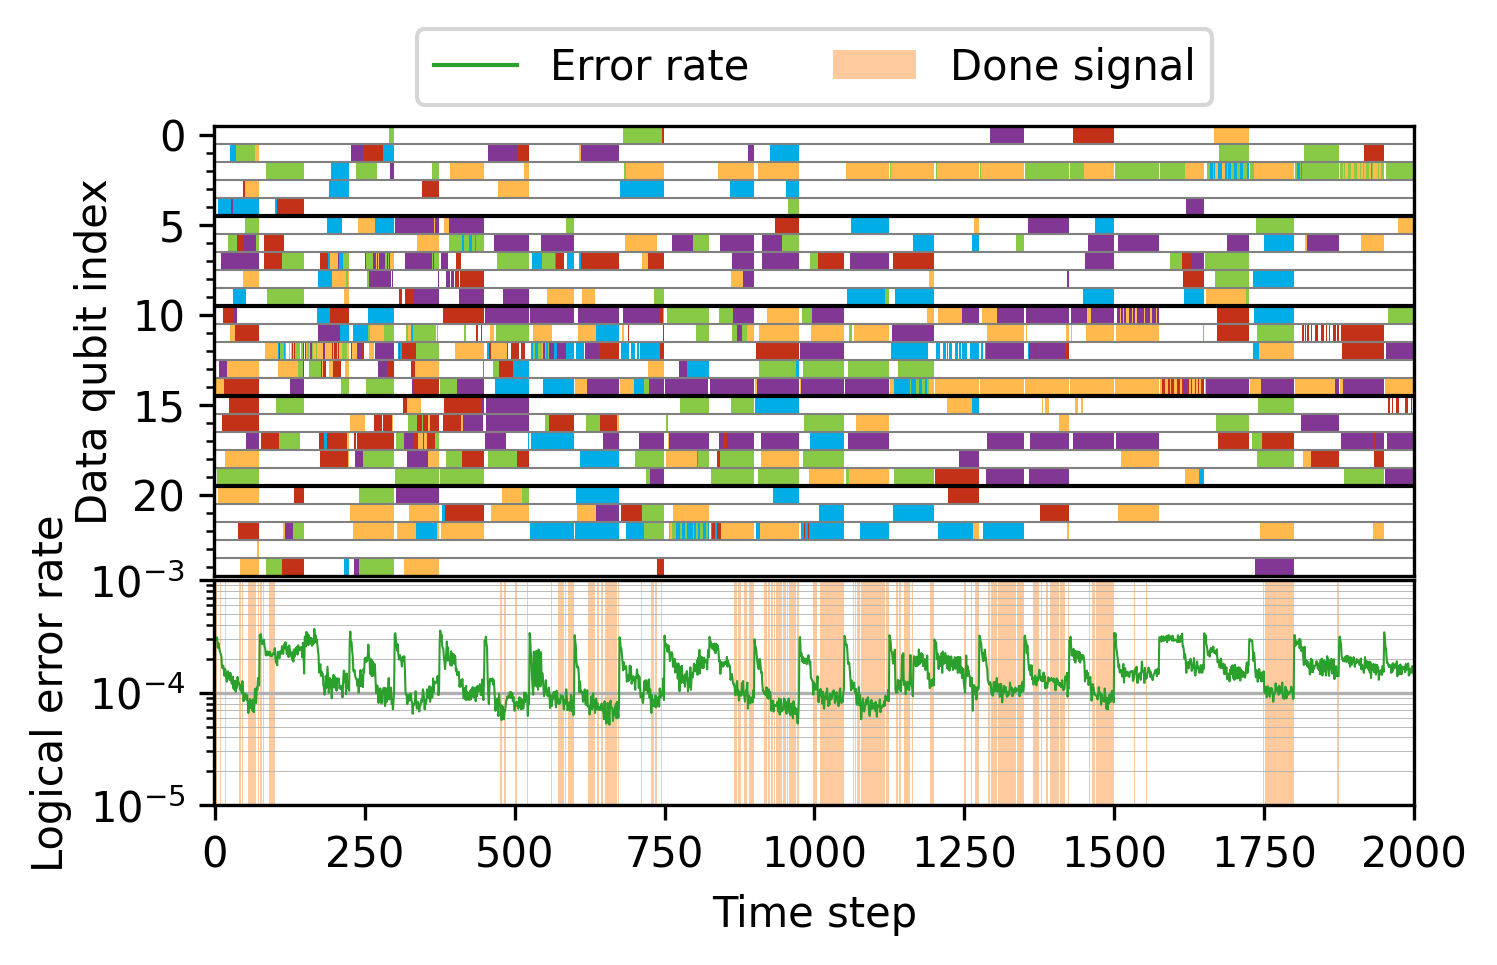 Error rate
Done signal
Data qubit index
0
5
10
15
20
Logical error rate
10⁻³
10⁻⁴
10⁻⁵
0 250 500 750 1000 1250 1500 1750 2000
Time step